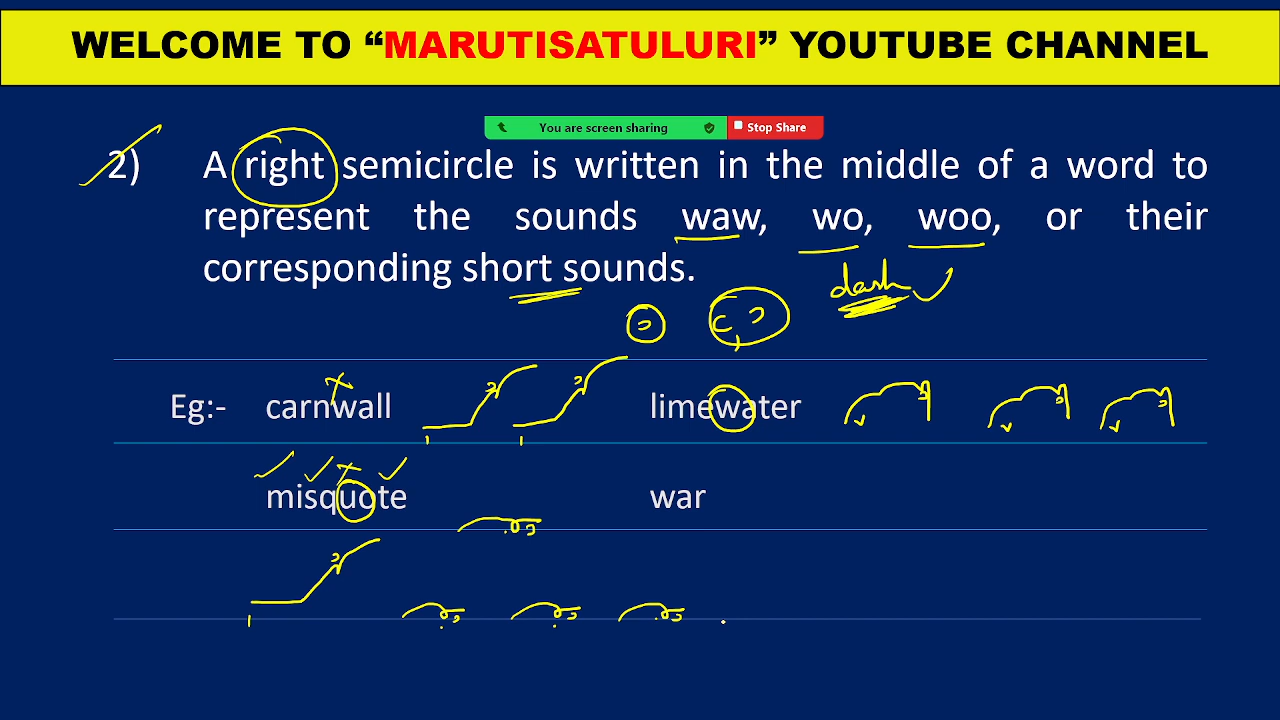 WELCOME TO “MARUTISATULURI” YOUTUBE CHANNEL
You are screen sharing Stop Share
2) A right semicircle is written in the middle of a word to
represent the sounds waw, wo, woo, or their
corresponding short sounds.
dash
Eg:- carnwall limewater
misquote war